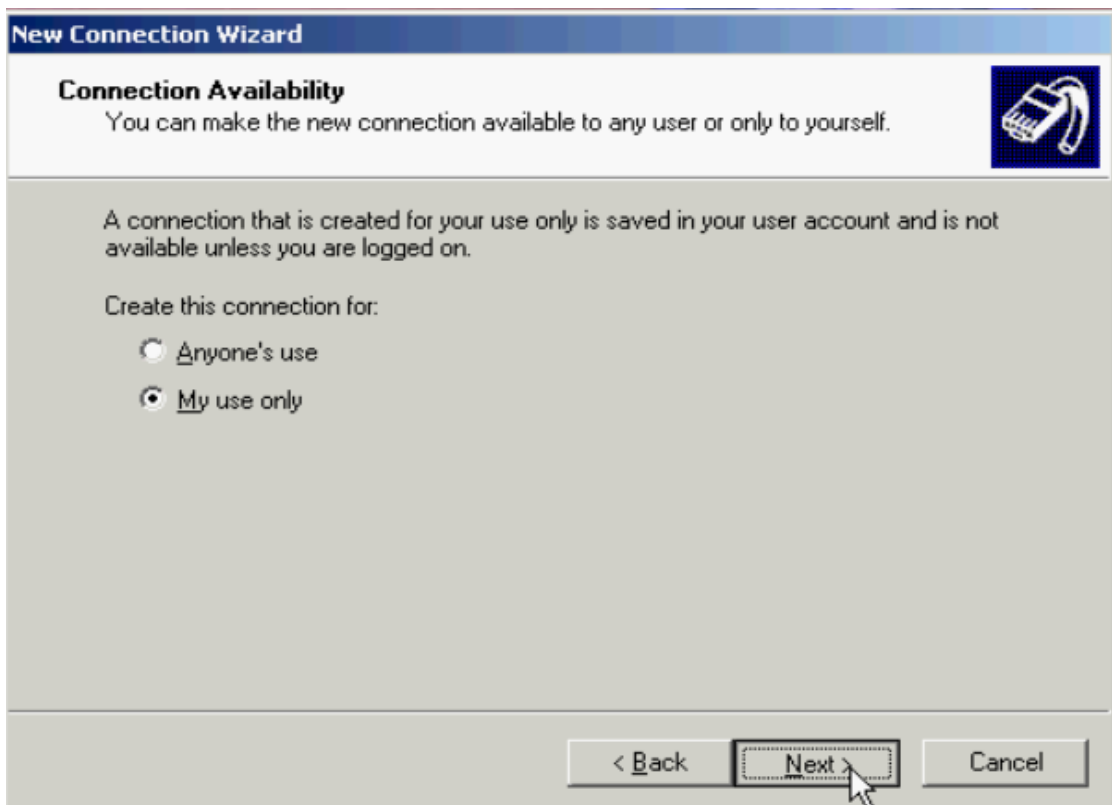 New Connection Wizard
Connection Availability
You can make the new connection available to any user or only to yourself.
A connection that is created for your use only is saved in your user account and is not
available unless you are logged on.
Create this connection for:
Anyone's use
My use only
< Back Next > Cancel